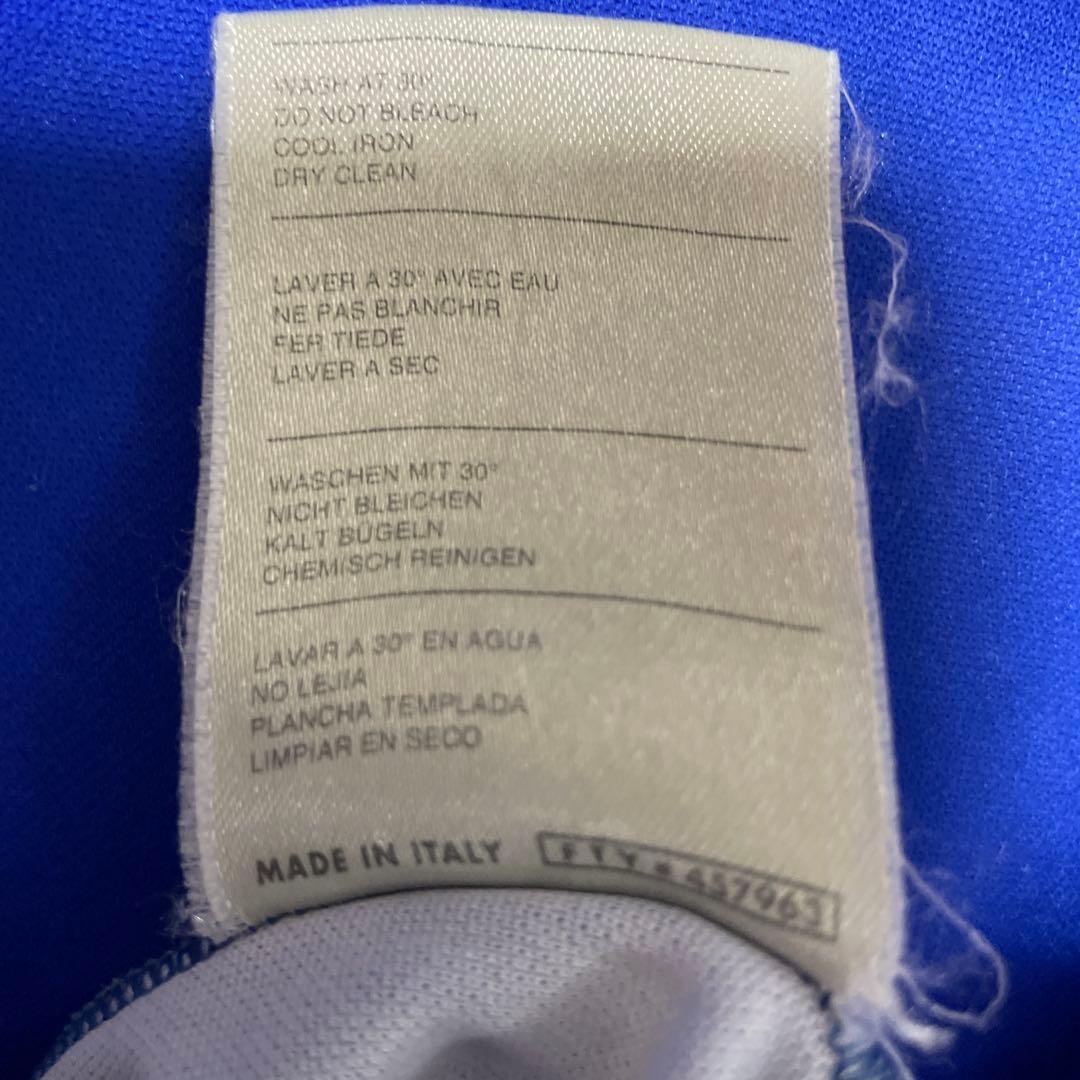 WASH AT 30°
DO NOT BLEACH
COOL IRON
DRY CLEAN
LAVER A 30° AVEC EAU
NE PAS BLANCHIR
FER TIEDE
LAVER A SEC
WASCHEN MIT 30°
NICHT BLEICHEN
KALT BÜGELN
CHEMISCH REINIGEN
LAVAR A 30° EN AGUA
NO LEJIA
PLANCHA TEMPLADA
LIMPIAR EN SECO
MADE IN ITALY FTY # 457963